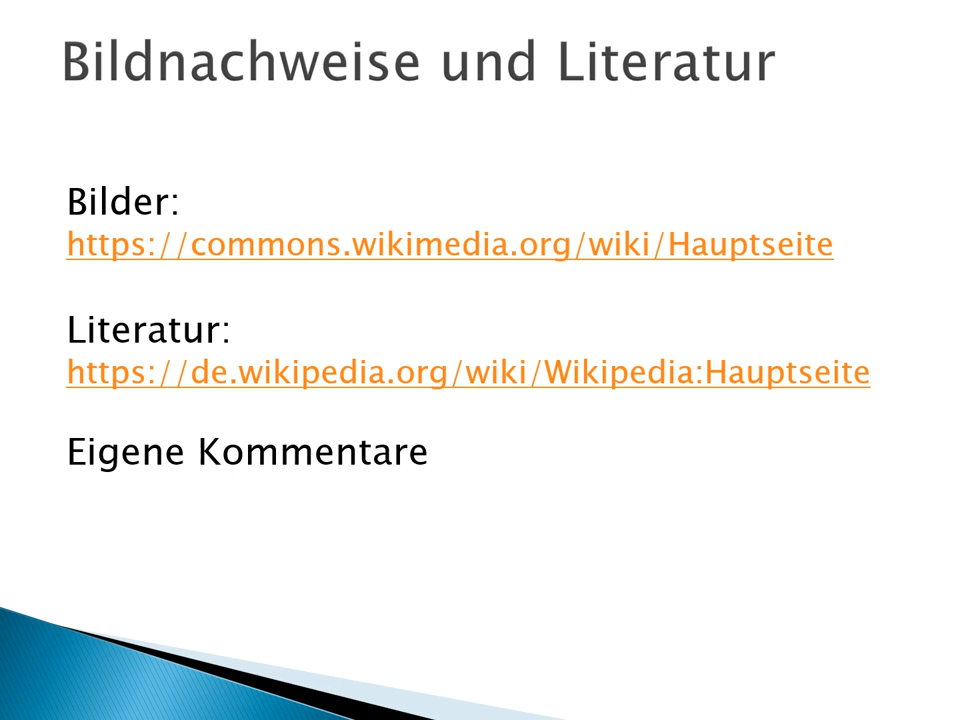 Bildnachweise und Literatur
Bilder:
https://commons.wikimedia.org/wiki/Hauptseite
Literatur:
https://de.wikipedia.org/wiki/Wikipedia:Hauptseite
Eigene Kommentare